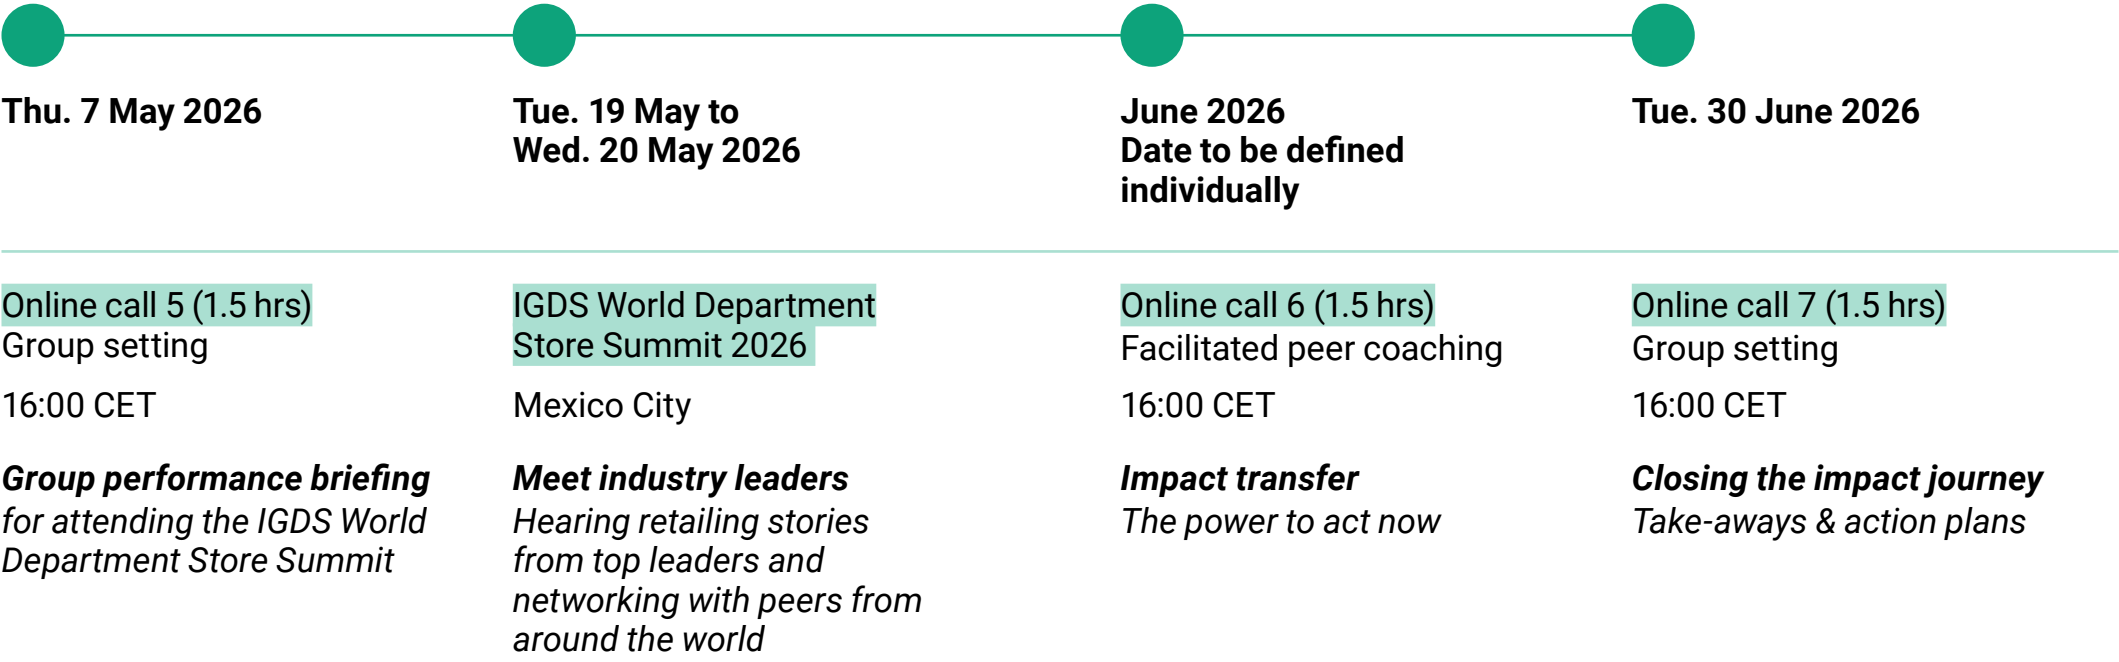 Thu. 7 May 2026
Online call 5 (1.5 hrs)
Group setting
16:00 CET
Group performance briefing
for attending the IGDS World
Department Store Summit
Tue. 19 May to
Wed. 20 May 2026
IGDS World Department
Store Summit 2026
Mexico City
Meet industry leaders
Hearing retailing stories
from top leaders and
networking with peers from
around the world
June 2026
Date to be defined
individually
Online call 6 (1.5 hrs)
Facilitated peer coaching
16:00 CET
Impact transfer
The power to act now
Tue. 30 June 2026
Online call 7 (1.5 hrs)
Group setting
16:00 CET
Closing the impact journey
Take-aways & action plans